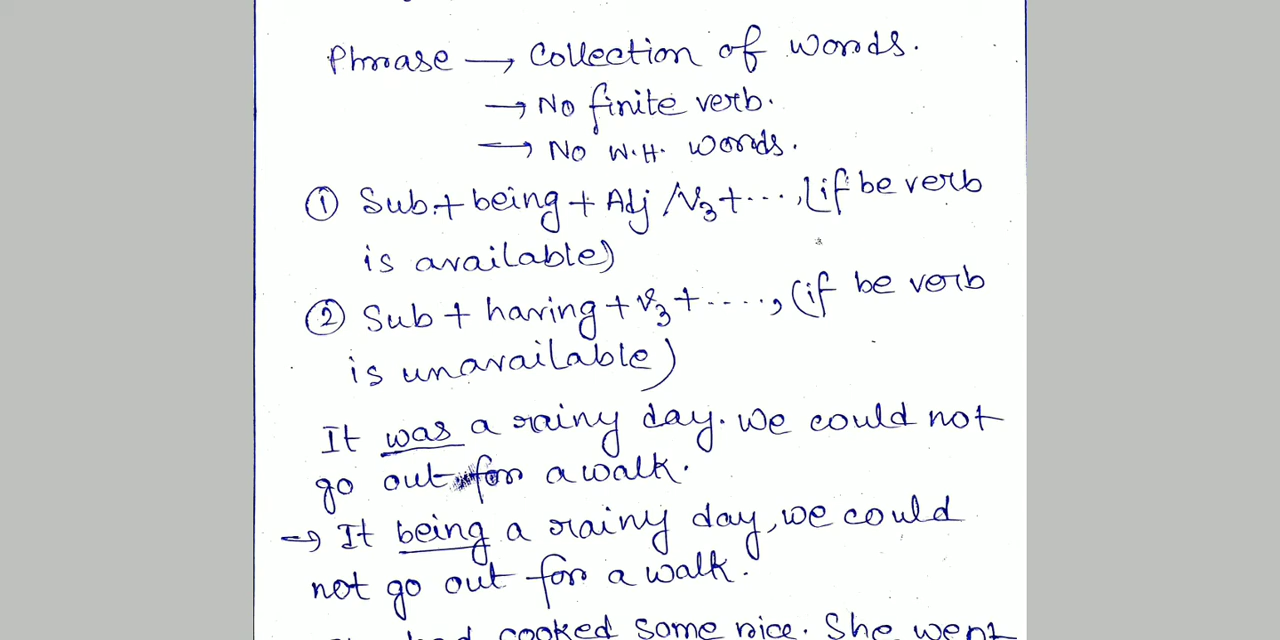 Phrase → Collection of words.
→ No finite verb.
→ No W.H. words.
① Sub + being + Adj /V3 + ..., (if be verb
is available)
② Sub + having + V3 + ....., (if be verb
is unavailable)
It was a rainy day. We could not
go out for a walk.
→ It being a rainy day, we could
not go out for a walk.
cooked some rice. She went